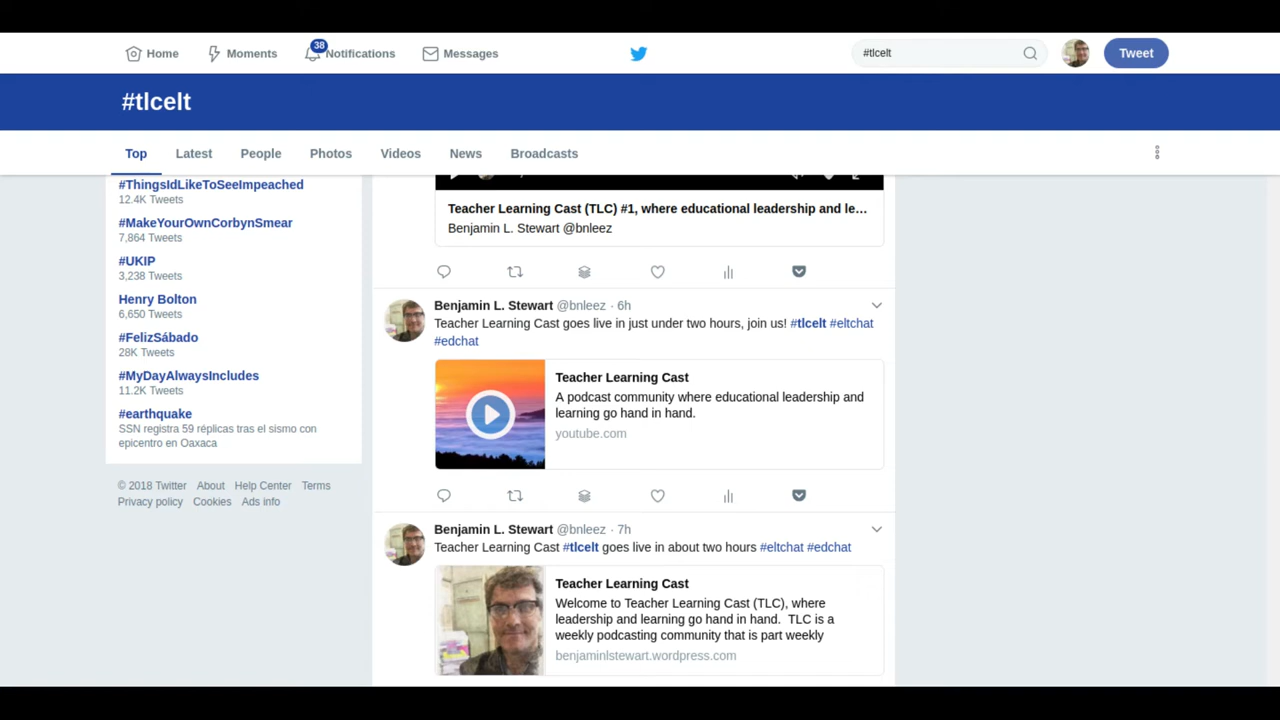 Home
Moments
38
Notifications
Messages
#tlcelt
Tweet
#tlcelt
Top
Latest
People
Photos
Videos
News
Broadcasts
#ThingsIdLikeToSeeImpeached
12.4K Tweets
#MakeYourOwnCorbynSmear
7,864 Tweets
#UKIP
3,238 Tweets
Henry Bolton
6,650 Tweets
#FelizSábado
28K Tweets
#MyDayAlwaysIncludes
11.2K Tweets
#earthquake
SSN registra 59 réplicas tras el sismo con
epicentro en Oaxaca
© 2018 Twitter About Help Center Terms
Privacy policy Cookies Ads info
Teacher Learning Cast (TLC) #1, where educational leadership and le...
Benjamin L. Stewart @bnleez
Benjamin L. Stewart @bnleez · 6h
Teacher Learning Cast goes live in just under two hours, join us! #tlcelt #eltchat
#edchat
Teacher Learning Cast
A podcast community where educational leadership and
learning go hand in hand.
youtube.com
Benjamin L. Stewart @bnleez · 7h
Teacher Learning Cast #tlcelt goes live in about two hours #eltchat #edchat
Teacher Learning Cast
Welcome to Teacher Learning Cast (TLC), where
leadership and learning go hand in hand. TLC is a
weekly podcasting community that is part weekly
benjaminlstewart.wordpress.com